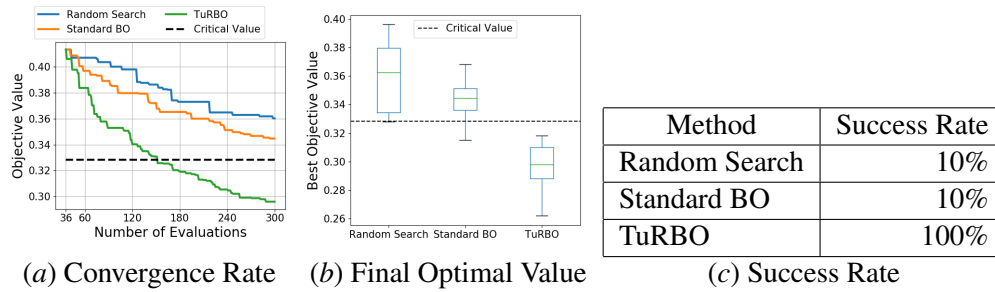 Random Search
Standard BO
TuRBO
Critical Value
Objective Value
0.40
0.38
0.36
0.34
0.32
0.30
36 60 120 180 240 300
Number of Evaluations
(a) Convergence Rate
Critical Value
Best Objective Value
0.40
0.38
0.36
0.34
0.32
0.30
0.28
0.26
Random Search Standard BO TuRBO
(b) Final Optimal Value
Method Success Rate
Random Search 10%
Standard BO 10%
TuRBO 100%
(c) Success Rate